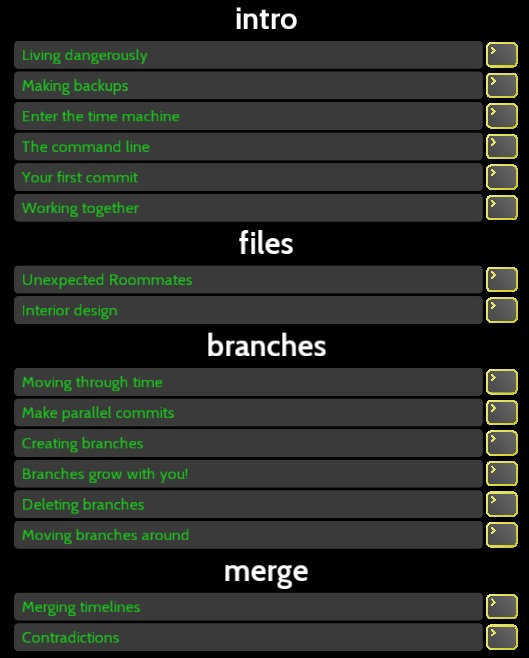 intro
Living dangerously
Making backups
Enter the time machine
The command line
Your first commit
Working together
files
Unexpected Roommates
Interior design
branches
Moving through time
Make parallel commits
Creating branches
Branches grow with you!
Deleting branches
Moving branches around
merge
Merging timelines
Contradictions